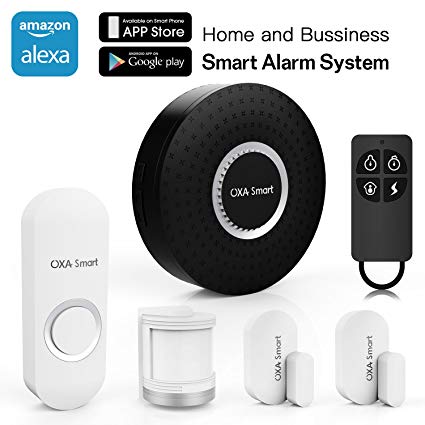 amazon
alexa
Available on Smart Phone
APP Store
ANDROID APP ON
Google play
Home and Bussiness
Smart Alarm System
OXA Smart
OXA Smart
OXA Smart
OXA Smart